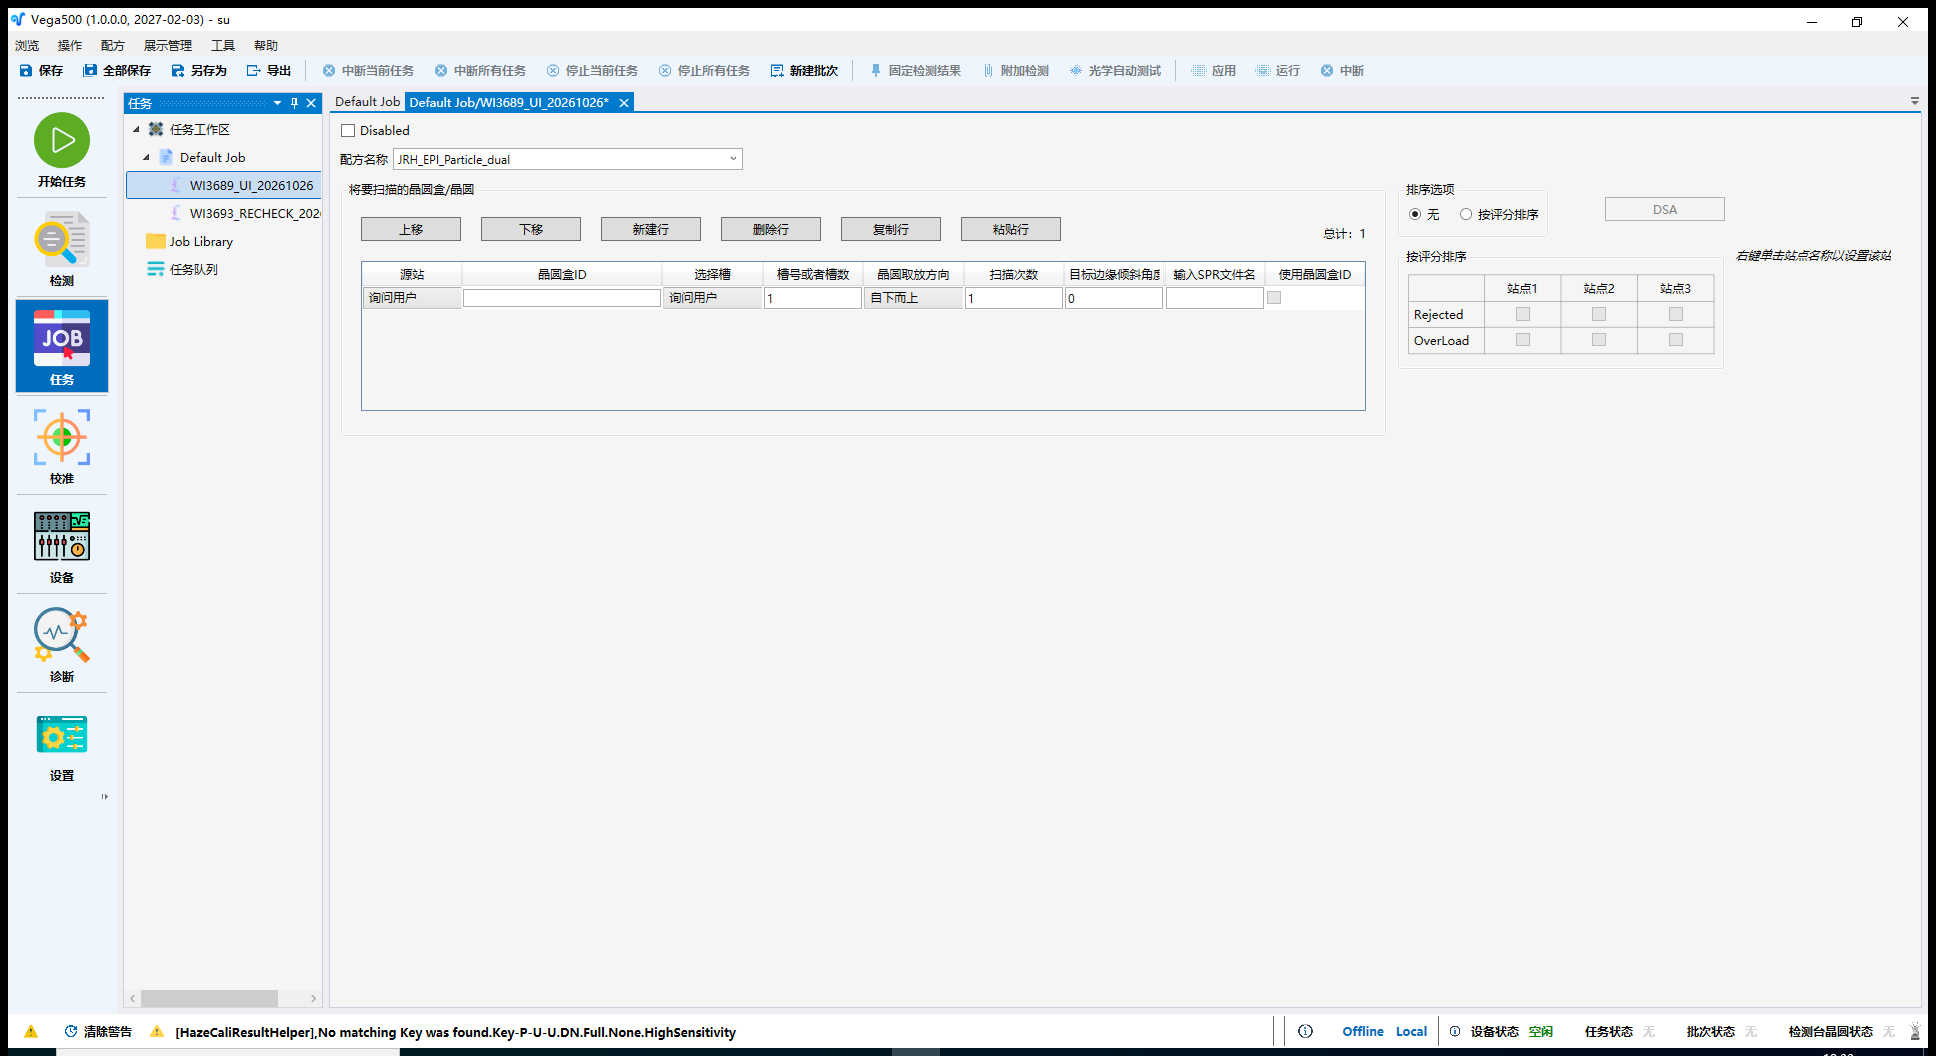 Vega500 (1.0.0.0, 2027-02-03) - su
浏览 操作 配方 展示管理 工具 帮助
保存 全部保存 另存为 导出 中断当前任务 中断所有任务 停止当前任务 停止所有任务 新建批次 固定检测结果 附加检测 光学自动测试 应用 运行 中断
开始任务
检测
JOB
任务
校准
设备
诊断
设置
任务
任务工作区
Default Job
WI3689_UI_20261026
WI3693_RECHECK_202
Job Library
任务队列
Default Job Default Job/WI3689_UI_20261026*
Disabled
配方名称 JRH_EPI_Particle_dual
将要扫描的晶圆盒/晶圆
上移 下移 新建行 删除行 复制行 粘贴行
总计：1
源站 晶圆盒ID 选择槽 槽号或者槽数 晶圆取放方向 扫描次数 目标边缘倾斜角度 输入SPR文件名 使用晶圆盒ID
询问用户 询问用户 1 自下而上 1 0
排序选项
无 按评分排序
DSA
按评分排序
右键单击站点名称以设置该站
站点1 站点2 站点3
Rejected
OverLoad
清除警告 [HazeCaliResultHelper],No matching Key was found.Key-P-U-U.DN.Full.None.HighSensitivity
Offline Local 设备状态 空闲 任务状态 无 批次状态 无 检测台晶圆状态 无